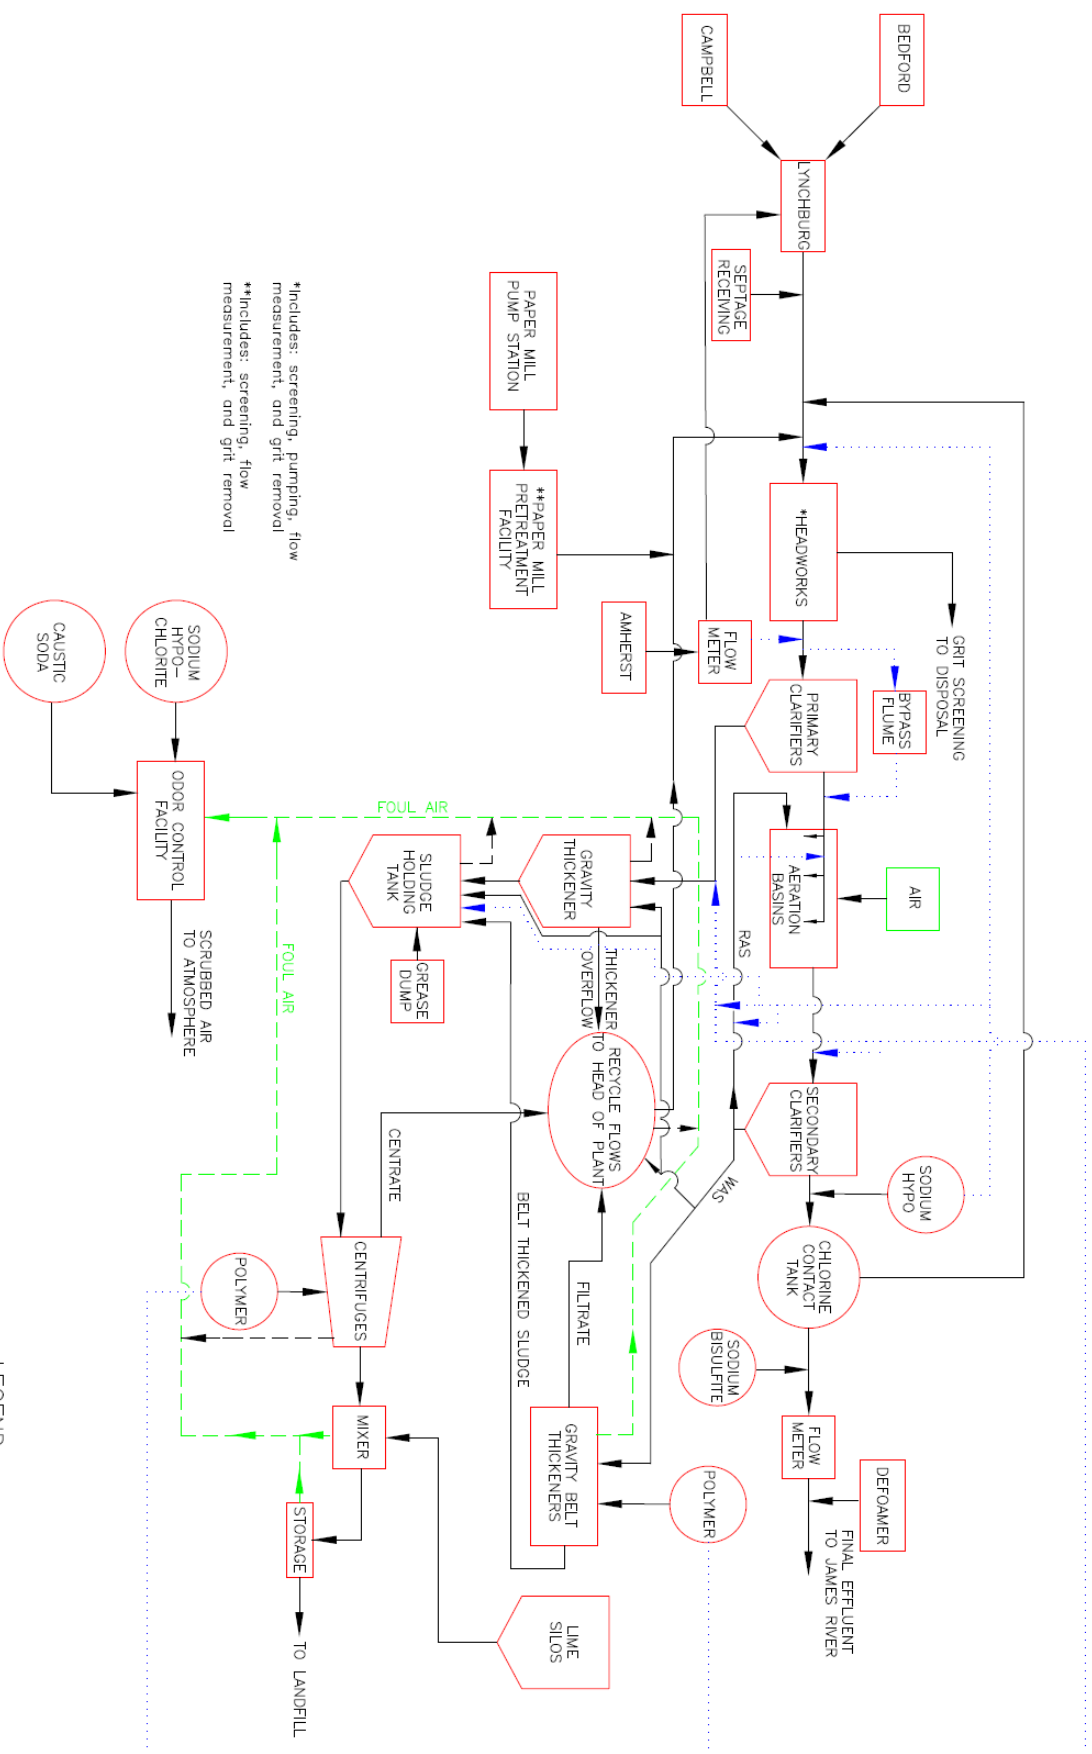 BEDFORD
CAMPBELL
LYNCHBURG
SEPTAGE
RECEIVING
*HEADWORKS
GRIT SCREENING
TO DISPOSAL
FLOW
METER
AMHERST
BYPASS
FLUME
PRIMARY
CLARIFIERS
AIR
AERATION
BASINS
RAS
SECONDARY
CLARIFIERS
WAS
SODIUM
HYPO
CHLORINE
CONTACT
TANK
SODIUM
BISULFITE
FLOW
METER
DEFOAMER
FINAL EFFLUENT
TO JAMES RIVER
PAPER MILL
PUMP STATION
**PAPER MILL
PRETREATMENT
FACILITY
GRAVITY
THICKENER
THICKENER
OVERFLOW
RECYCLE FLOWS
TO HEAD OF PLANT
FILTRATE
GRAVITY BELT
THICKENERS
POLYMER
BELT THICKENED SLUDGE
SLUDGE
HOLDING
TANK
GREASE
DUMP
CENTRATE
CENTRIFUGES
POLYMER
MIXER
LIME
SILOS
STORAGE
TO LANDFILL
FOUL AIR
FOUL AIR
SODIUM
HYPO-
CHLORITE
CAUSTIC
SODA
ODOR CONTROL
FACILITY
SCRUBBED AIR
TO ATMOSPHERE
*Includes: screening, pumping, flow
measurement, and grit removal
**Includes: screening, flow
measurement, and grit removal